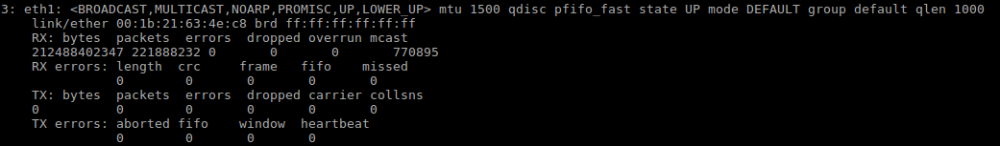 3: eth1: <BROADCAST,MULTICAST,NOARP,PROMISC,UP,LOWER_UP> mtu 1500 qdisc pfifo_fast state UP mode DEFAULT group default qlen 1000
    link/ether 00:1b:21:63:4e:c8 brd ff:ff:ff:ff:ff:ff
    RX: bytes  packets  errors  dropped overrun mcast
    212488402347 221888232 0       0       0       770895
    RX errors: length   crc     frame   fifo    missed
               0        0       0       0       0
    TX: bytes  packets  errors  dropped carrier collsns
    0          0        0       0       0       0
    TX errors: aborted  fifo    window  heartbeat
               0        0       0       0